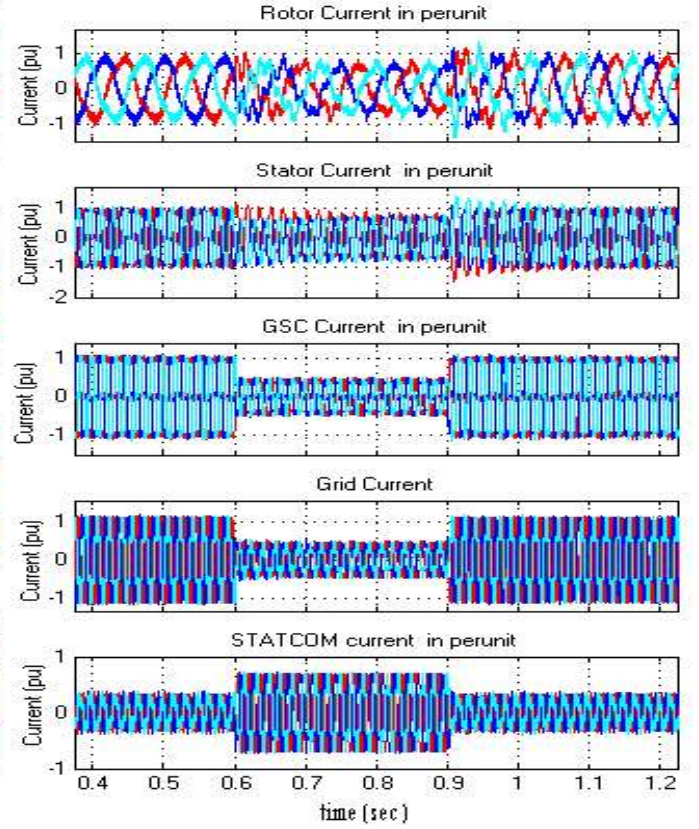 Rotor Current in perunit
Current (pu)
1
0
-1
Stator Current in perunit
Current (pu)
1
0
-1
-2
GSC Current in perunit
Current (pu)
1
0
-1
Grid Current
Current (pu)
1
0
-1
STATCOM current in perunit
Current (pu)
1
0
-1
0.4 0.5 0.6 0.7 0.8 0.9 1 1.1 1.2
time (sec)